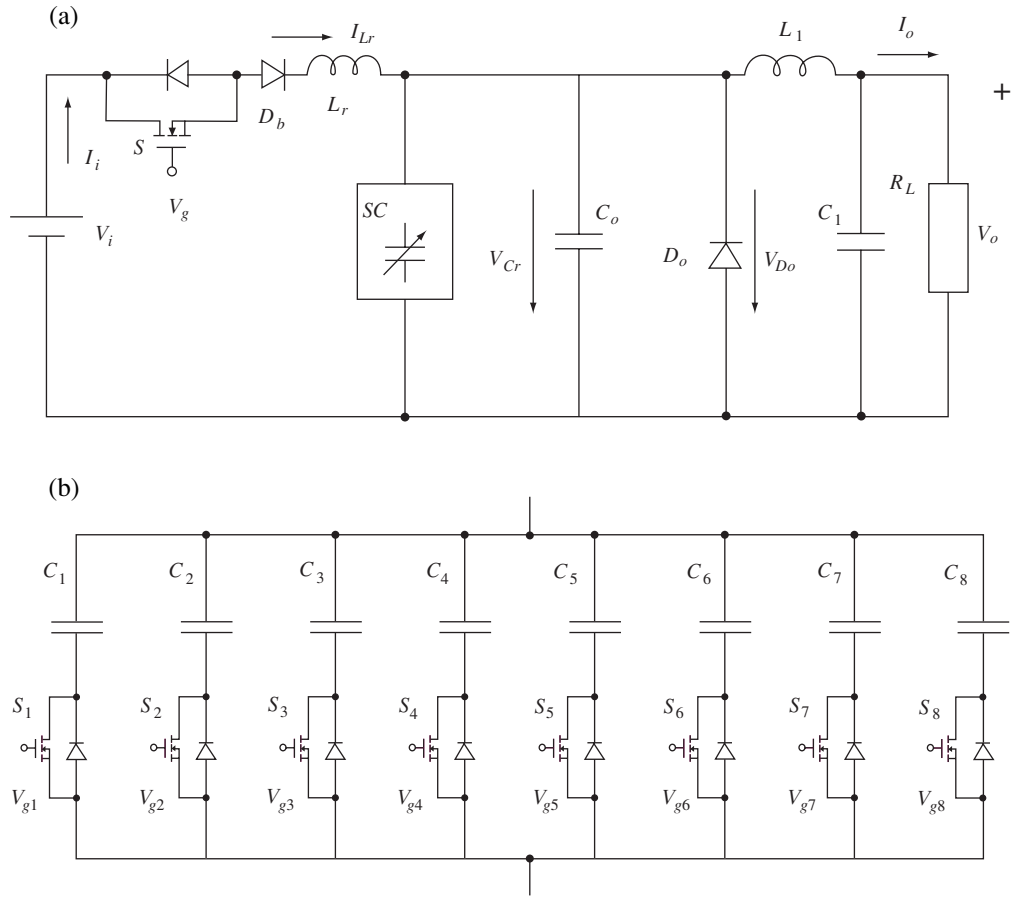 (a)
I_Lr
L_1
I_o
D_b
L_r
+
S
I_i
V_g
R_L
SC
C_o
C_1
V_i
V_Cr
D_o
V_Do
V_o
(b)
C_1 C_2 C_3 C_4 C_5 C_6 C_7 C_8
S_1 S_2 S_3 S_4 S_5 S_6 S_7 S_8
V_g1 V_g2 V_g3 V_g4 V_g5 V_g6 V_g7 V_g8